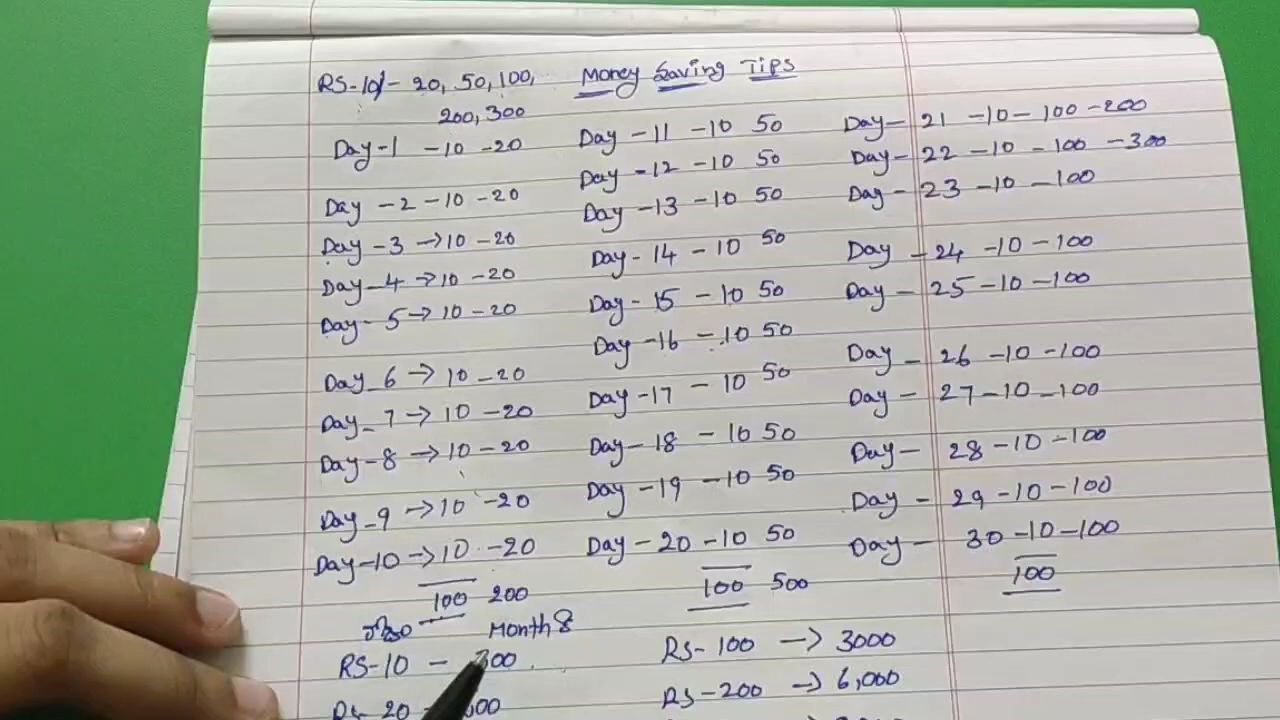 RS-10/- 20, 50, 100,
200, 300
Money Saving Tips
Day-1 -10 -20
Day -2 -10 -20
Day -3 →10 -20
Day -4 →10 -20
Day- 5→ 10 -20
Day-6 → 10 -20
Day-7 → 10 -20
Day-8 →10 -20
Day-9 →10 -20
Day-10 →10 -20
100 200
Day -11 -10 50
Day -12 -10 50
Day -13 -10 50
Day- 14 -10 50
Day- 15 -10 50
Day -16 -10 50
Day -17 -10 50
Day-18 -10 50
Day -19 -10 50
Day -20 -10 50
100 500
Day- 21 -10 -100 -200
Day- 22 -10 -100 -300
Day -23 -10 -100
Day -24 -10 -100
Day - 25 -10 -100
Day - 26 -10 -100
Day - 27 -10 -100
Day- 28 -10 -100
Day - 29 -10 -100
Day- 30 -10 -100
100
Month
RS-10 - 300
RS-20
RS-100 → 3000
RS-200 → 6,000